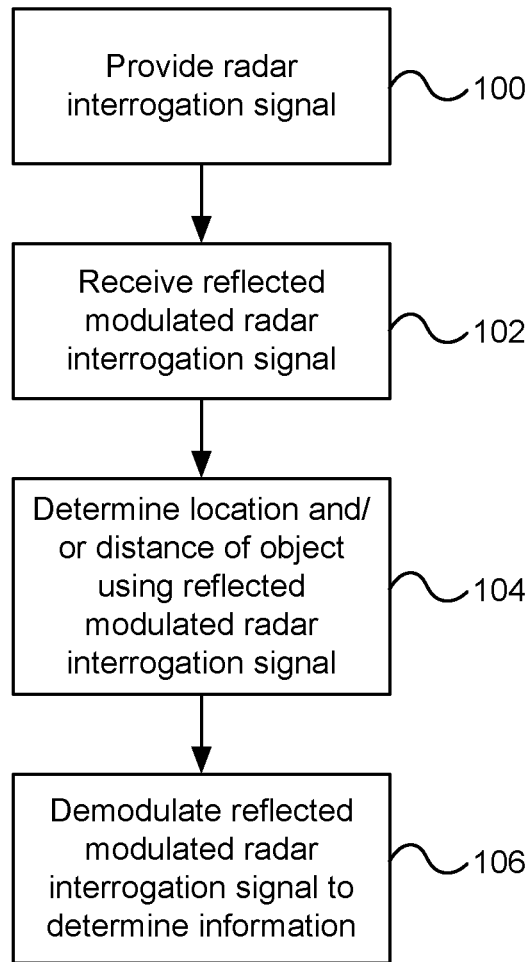 Provide radar
interrogation signal
100
Receive reflected
modulated radar
interrogation signal
102
Determine location and/
or distance of object
using reflected
modulated radar
interrogation signal
104
Demodulate reflected
modulated radar
interrogation signal to
determine information
106